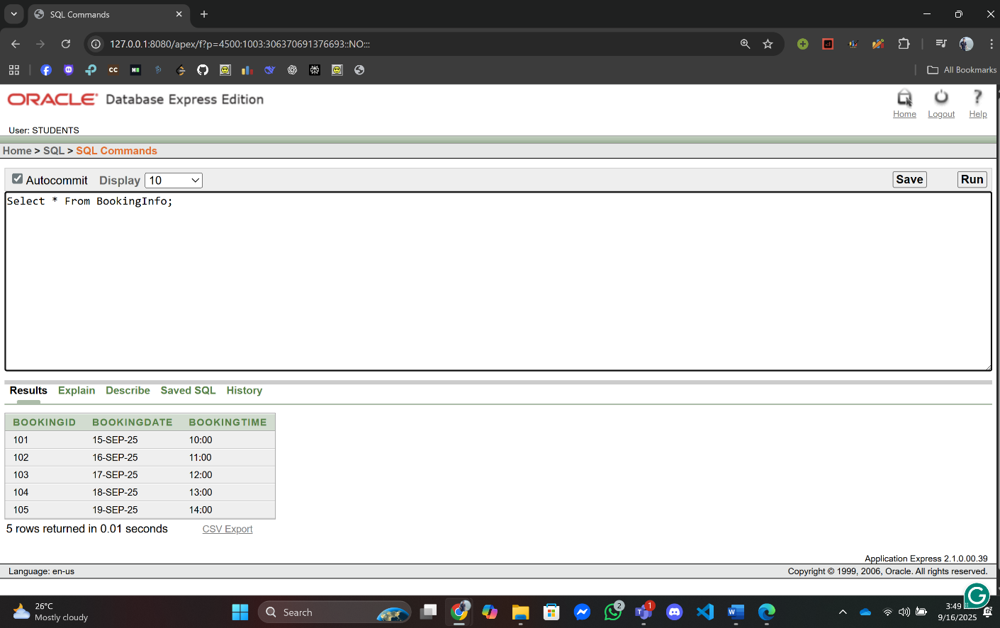 SQL Commands
127.0.0.1:8080/apex/f?p=4500:1003:306370691376693::NO:::
CC
All Bookmarks
ORACLE Database Express Edition
Home Logout Help
User: STUDENTS
Home > SQL > SQL Commands
Autocommit Display 10 Save Run
Select * From BookingInfo;
Results Explain Describe Saved SQL History
BOOKINGID BOOKINGDATE BOOKINGTIME
101 15-SEP-25 10:00
102 16-SEP-25 11:00
103 17-SEP-25 12:00
104 18-SEP-25 13:00
105 19-SEP-25 14:00
5 rows returned in 0.01 seconds CSV Export
Application Express 2.1.0.00.39
Language: en-us Copyright © 1999, 2006, Oracle. All rights reserved.
26°C
Mostly cloudy
Search
2
1
3:49
9/16/2025